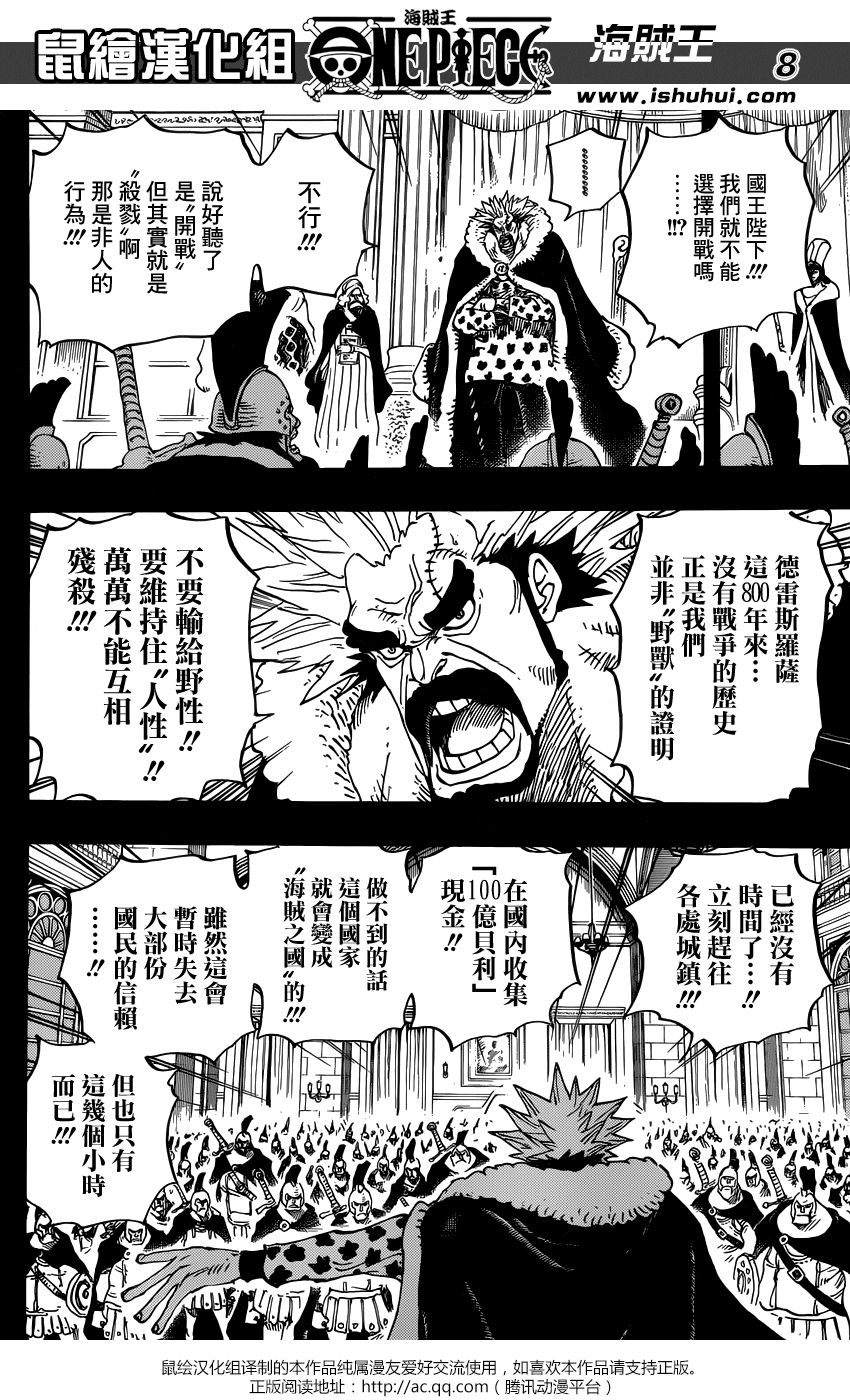 鼠繪漢化組
海賊王
ONE PIECE
海賊王
8
www.ishuhui.com
國王陛下!!!
我們就不能
選擇開戰嗎
……!!?
………
不行!!!
說好聽了
是〝開戰〞
但其實就是
〝殺戮〞啊
那是非人的
行為!!!
德雷斯羅薩
這800年來…
沒有戰爭的歷史
正是我們
並非〝野獸〞的證明
不要輸給野性!!
要維持住〝人性〞!!
萬萬不能互相
殘殺!!!
已經沒有
時間了…!!
立刻趕往
各處城鎮!!!
在國內收集
「100億貝利」
現金!!
做不到的話
這個國家
就會變成
〝海賊之國〞的!!!
雖然這會
暫時失去
大部份
國民的信賴
……!!
但也只有
這幾個小時
而已!!!
鼠绘汉化组译制的本作品纯属漫友爱好交流使用，如喜欢本作品请支持正版。
正版阅读地址：http://ac.qq.com（腾讯动漫平台）